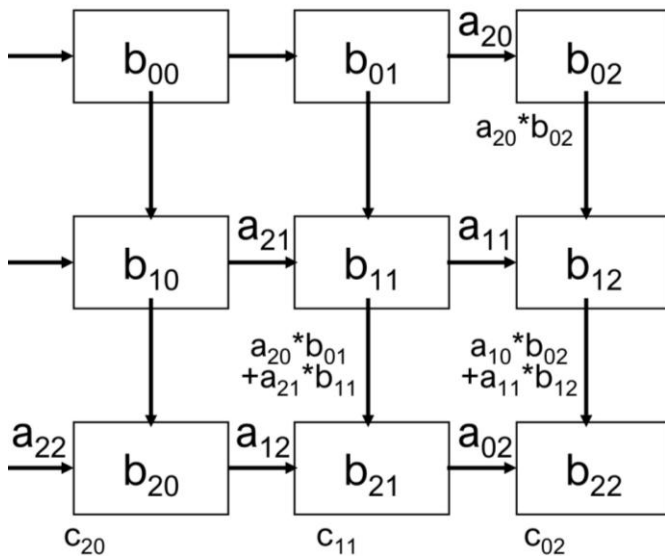 a₂₀
b₀₀ b₀₁ b₀₂
a₂₀*b₀₂
a₂₁ a₁₁
b₁₀ b₁₁ b₁₂
a₂₀*b₀₁ a₁₀*b₀₂
+a₂₁*b₁₁ +a₁₁*b₁₂
a₂₂ a₁₂ a₀₂
b₂₀ b₂₁ b₂₂
c₂₀ c₁₁ c₀₂